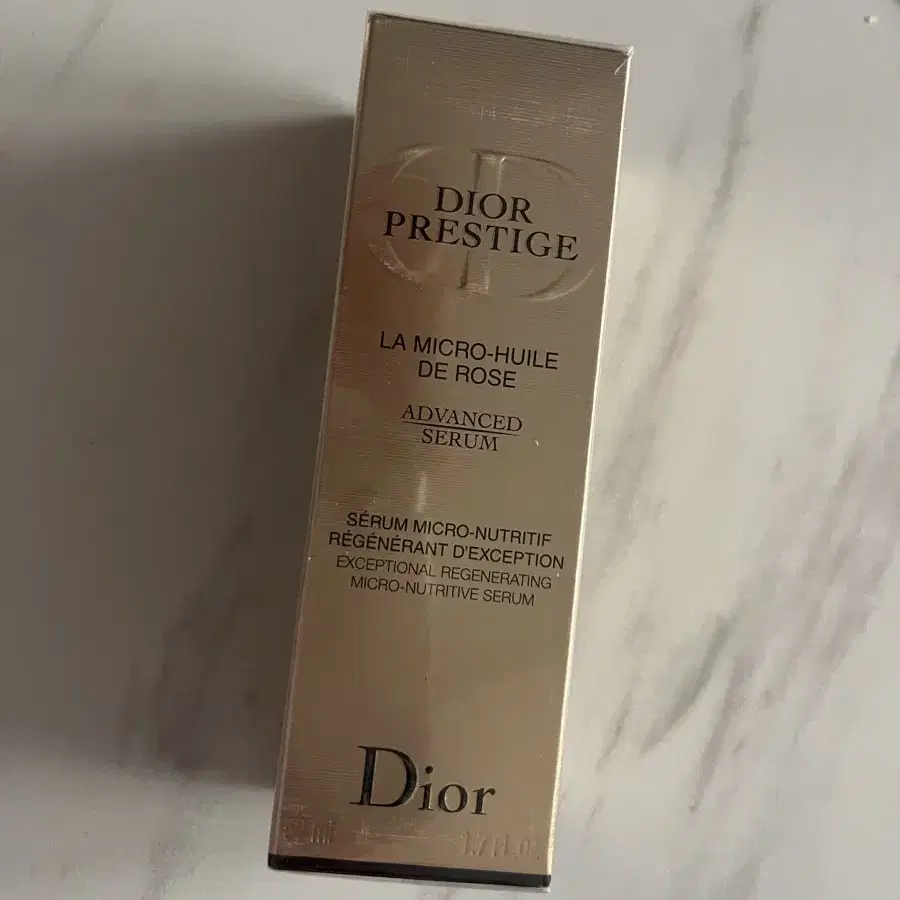 DIOR
PRESTIGE
LA MICRO-HUILE
DE ROSE
ADVANCED
SERUM
SÉRUM MICRO-NUTRITIF
RÉGÉNÉRANT D'EXCEPTION
EXCEPTIONAL REGENERATING
MICRO-NUTRITIVE SERUM
Dior